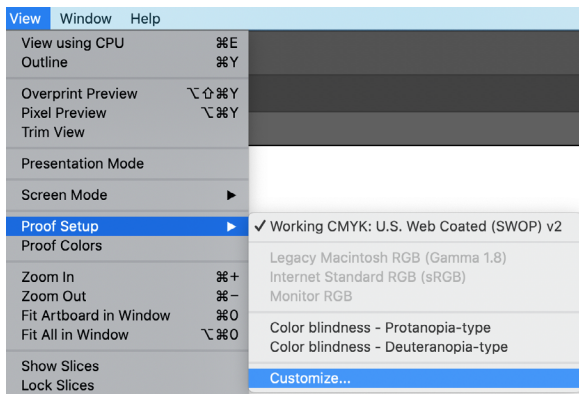 View Window Help
View using CPU ⌘E
Outline ⌘Y
Overprint Preview ⌥⇧⌘Y
Pixel Preview ⌥⌘Y
Trim View
Presentation Mode
Screen Mode ▶
Proof Setup ▶
Proof Colors
Zoom In ⌘+
Zoom Out ⌘−
Fit Artboard in Window ⌘0
Fit All in Window ⌥⌘0
Show Slices
Lock Slices
✓ Working CMYK: U.S. Web Coated (SWOP) v2
Legacy Macintosh RGB (Gamma 1.8)
Internet Standard RGB (sRGB)
Monitor RGB
Color blindness - Protanopia-type
Color blindness - Deuteranopia-type
Customize...